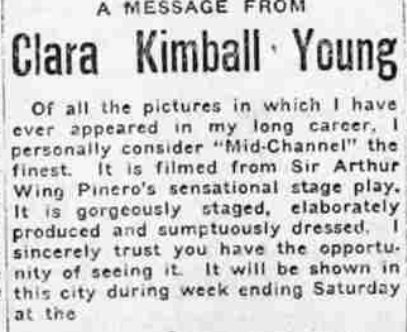 A MESSAGE FROM
Clara Kimball Young
Of all the pictures in which I have
ever appeared in my long career, I
personally consider "Mid-Channel" the
finest. It is filmed from Sir Arthur
Wing Pinero's sensational stage play.
It is gorgeously staged, elaborately
produced and sumptuously dressed. I
sincerely trust you have the opportu-
nity of seeing it. It will be shown in
this city during week ending Saturday
at the